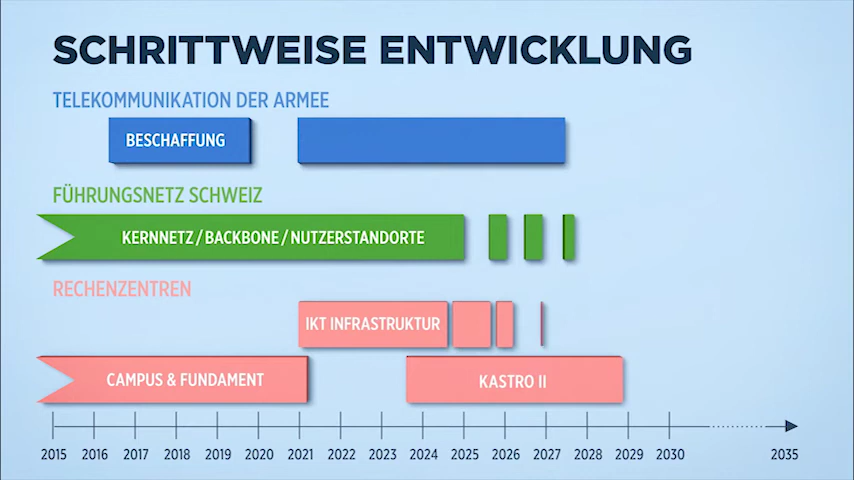 SCHRITTWEISE ENTWICKLUNG
TELEKOMMUNIKATION DER ARMEE
BESCHAFFUNG
FÜHRUNGSNETZ SCHWEIZ
KERNNETZ / BACKBONE / NUTZERSTANDORTE
RECHENZENTREN
IKT INFRASTRUKTUR
CAMPUS & FUNDAMENT
KASTRO II
2015 2016 2017 2018 2019 2020 2021 2022 2023 2024 2025 2026 2027 2028 2029 2030 2035